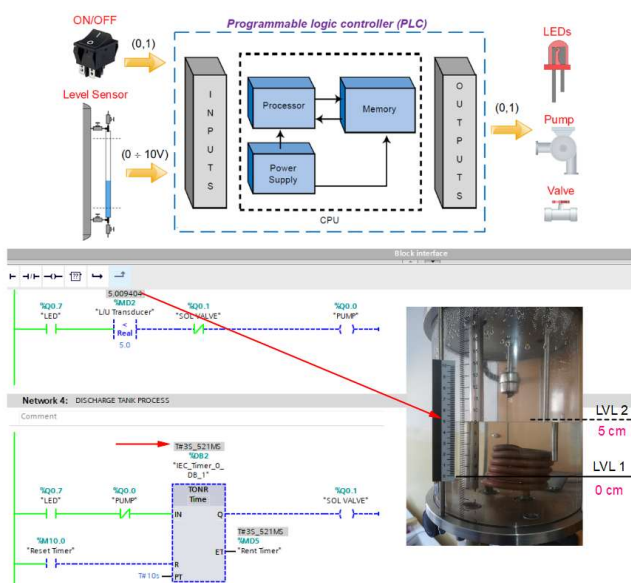 ON/OFF
Programmable logic controller (PLC)
LEDs
(0,1)
Level Sensor
INPUTS
Processor
Memory
OUTPUTS
(0,1)
Pump
(0 ÷ 10V)
Power
Supply
Valve
CPU
Block interface
5.009404
%Q0.7
%MD2
%Q0.1
%Q0.0
"LED"
"L/U Transducer"
"SOL VALVE"
"PUMP"
<
Real
5.0
Network 4: DISCHARGE TANK PROCESS
Comment
LVL 2
5 cm
LVL 1
0 cm
T#3S_521MS
%DB2
"IEC_Timer_0_
DB_1"
%Q0.7
%Q0.0
TONR
%Q0.1
"LED"
"PUMP"
Time
"SOL VALVE"
IN
Q
T#3S_521MS
%M10.0
%MD5
"Reset Timer"
ET
"Rent Timer"
R
T#10s
PT